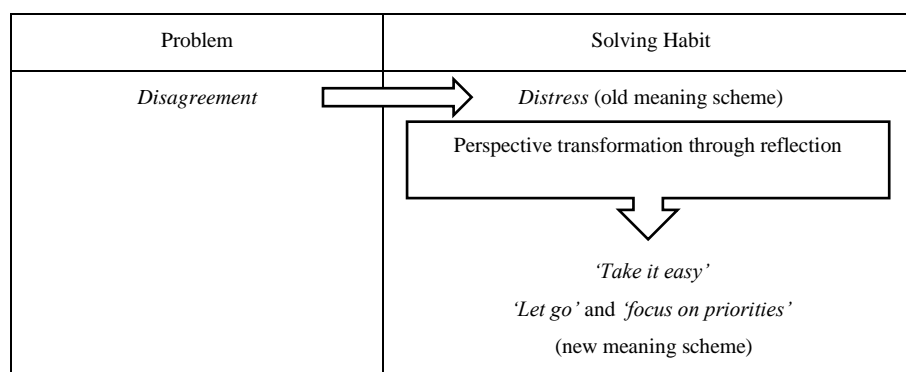 Problem
Solving Habit
Disagreement
Distress (old meaning scheme)
Perspective transformation through reflection
‘Take it easy’
‘Let go’ and ‘focus on priorities’
(new meaning scheme)